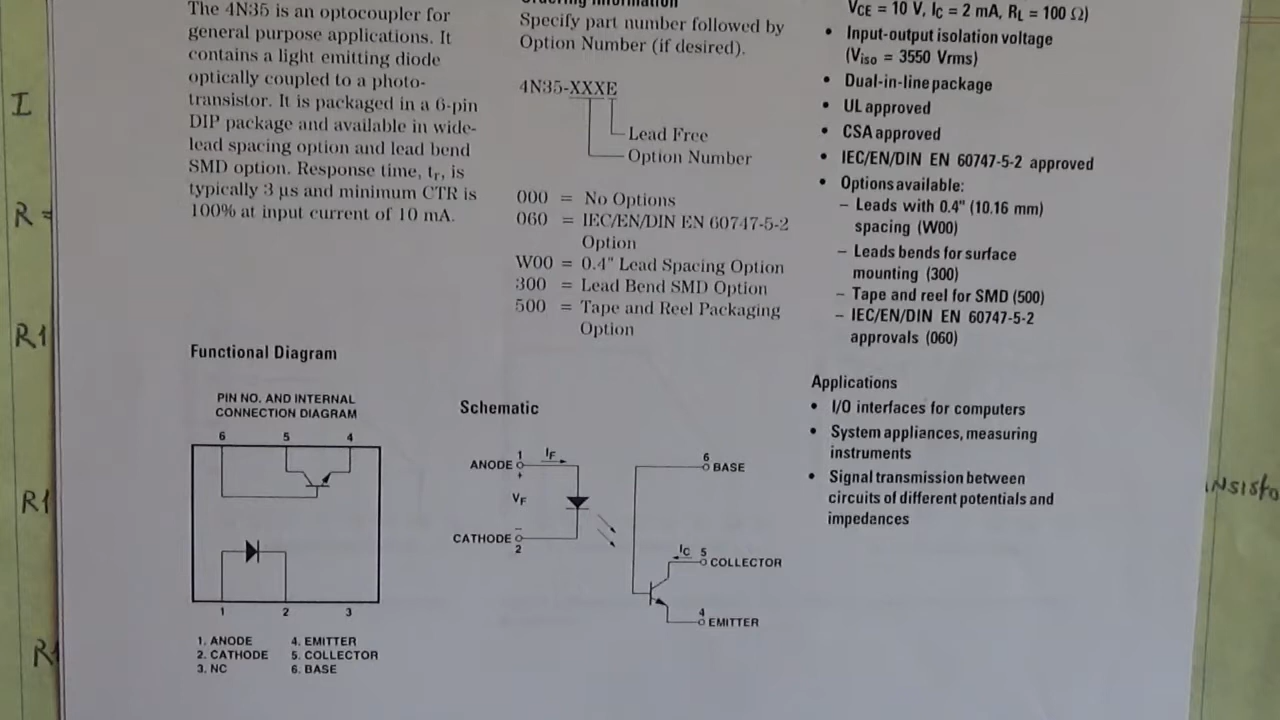 The 4N35 is an optocoupler for
general purpose applications. It
contains a light emitting diode
optically coupled to a photo-
transistor. It is packaged in a 6-pin
DIP package and available in wide-
lead spacing option and lead bend
SMD option. Response time, tr, is
typically 3 μs and minimum CTR is
100% at input current of 10 mA.
Ordering Information
Specify part number followed by
Option Number (if desired).
4N35-XXXE
Lead Free
Option Number
000 = No Options
060 = IEC/EN/DIN EN 60747-5-2
Option
W00 = 0.4" Lead Spacing Option
300 = Lead Bend SMD Option
500 = Tape and Reel Packaging
Option
VCE = 10 V, IC = 2 mA, RL = 100 Ω)
• Input-output isolation voltage
(Viso = 3550 Vrms)
• Dual-in-line package
• UL approved
• CSA approved
• IEC/EN/DIN EN 60747-5-2 approved
• Options available:
– Leads with 0.4" (10.16 mm)
spacing (W00)
– Leads bends for surface
mounting (300)
– Tape and reel for SMD (500)
– IEC/EN/DIN EN 60747-5-2
approvals (060)
Applications
• I/O interfaces for computers
• System appliances, measuring
instruments
• Signal transmission between
circuits of different potentials and
impedances
Functional Diagram
PIN NO. AND INTERNAL
CONNECTION DIAGRAM
6 5 4
1 2 3
1. ANODE 4. EMITTER
2. CATHODE 5. COLLECTOR
3. NC 6. BASE
Schematic
1 IF
ANODE
+
VF
–
CATHODE
2
6
BASE
IC 5
COLLECTOR
4
EMITTER
I
R =
R1
R1
R1